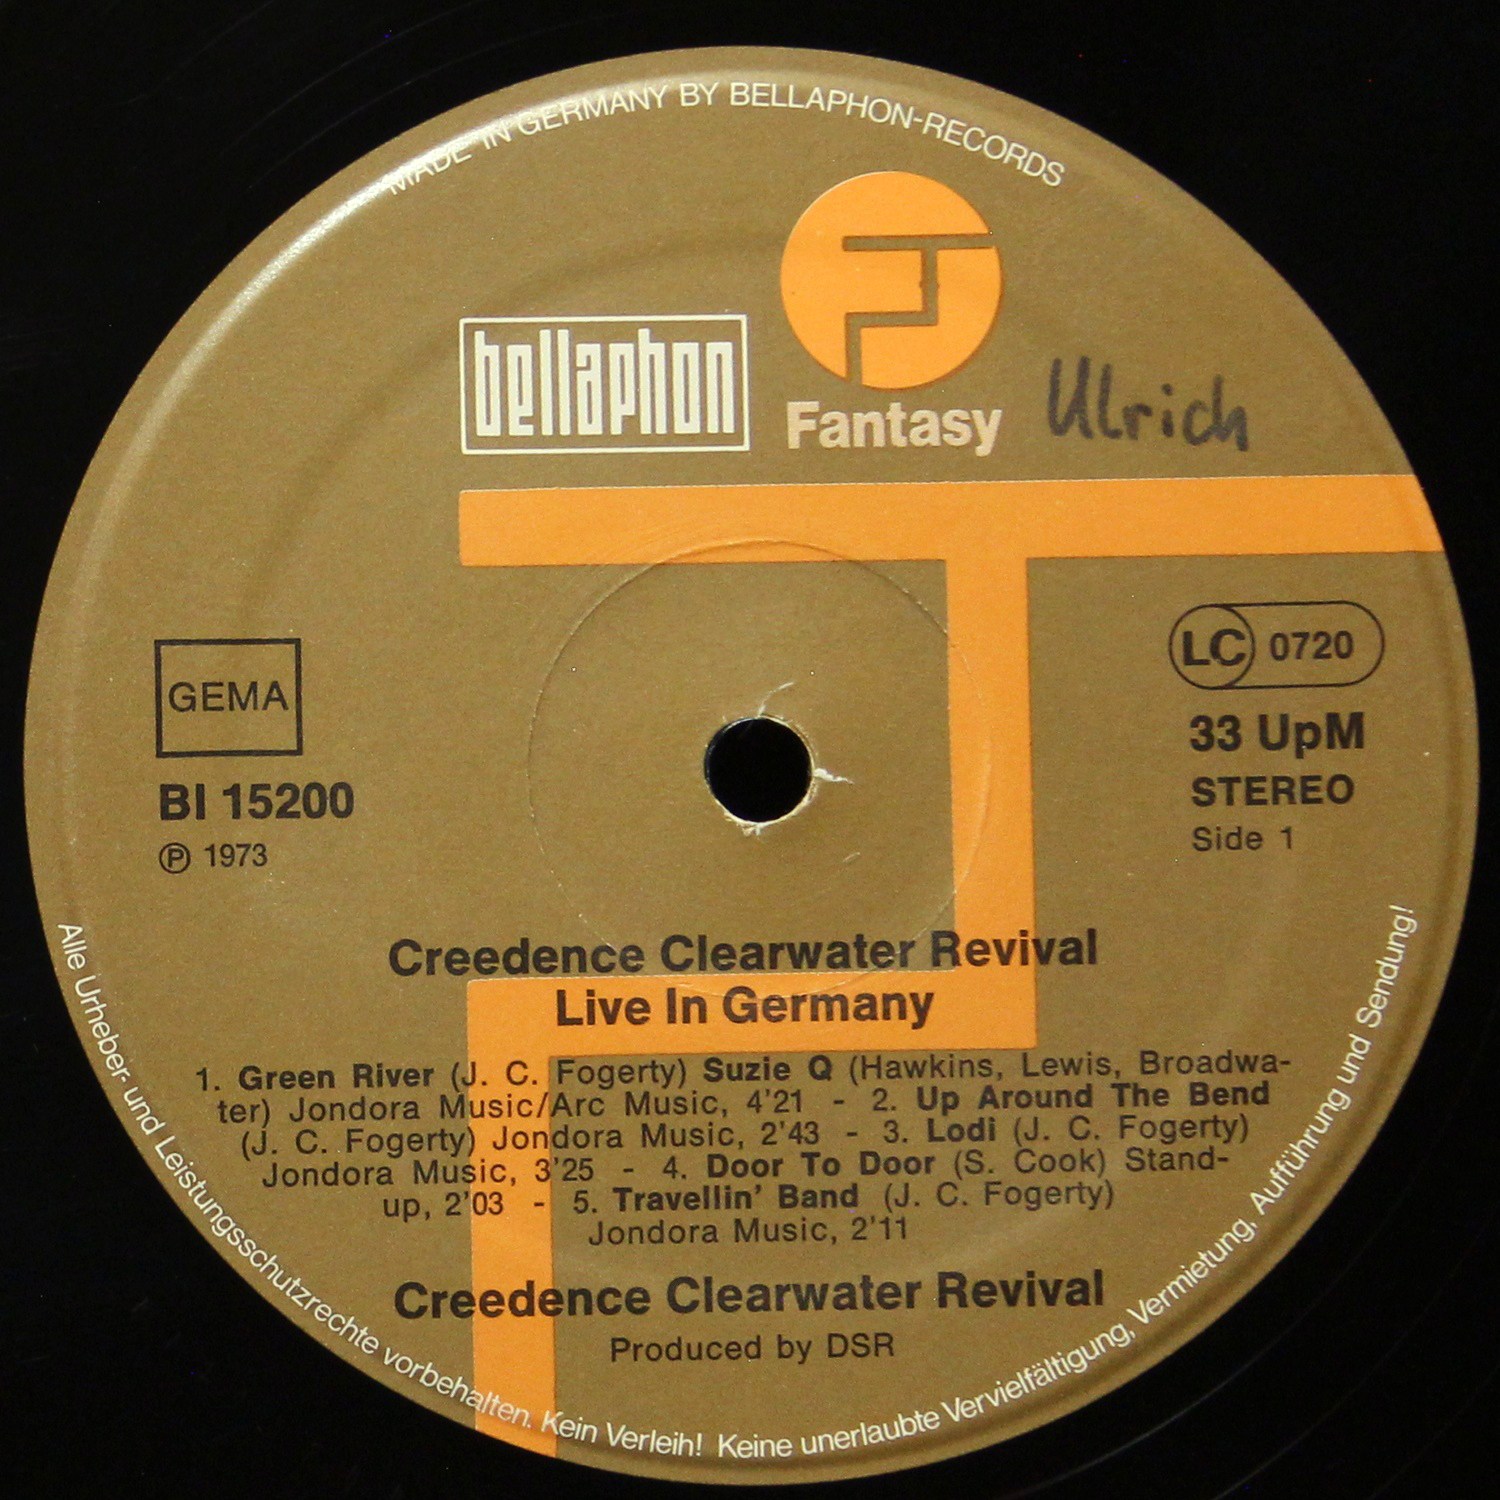 MADE IN GERMANY BY BELLAPHON-RECORDS
bellaphon
Fantasy
Ulrich
GEMA
BI 15200
Ⓟ 1973
LC 0720
33 UpM
STEREO
Side 1
Creedence Clearwater Revival
Live In Germany
1. Green River (J. C. Fogerty) Suzie Q (Hawkins, Lewis, Broadwa-
ter) Jondora Music/Arc Music, 4'21 - 2. Up Around The Bend
(J. C. Fogerty) Jondora Music, 2'43 - 3. Lodi (J. C. Fogerty)
Jondora Music, 3'25 - 4. Door To Door (S. Cook) Stand-
up, 2'03 - 5. Travellin' Band (J. C. Fogerty)
Jondora Music, 2'11
Creedence Clearwater Revival
Produced by DSR
Alle Urheber- und Leistungsschutzrechte vorbehalten. Kein Verleih! Keine unerlaubte Vervielfältigung, Vermietung, Aufführung und Sendung!